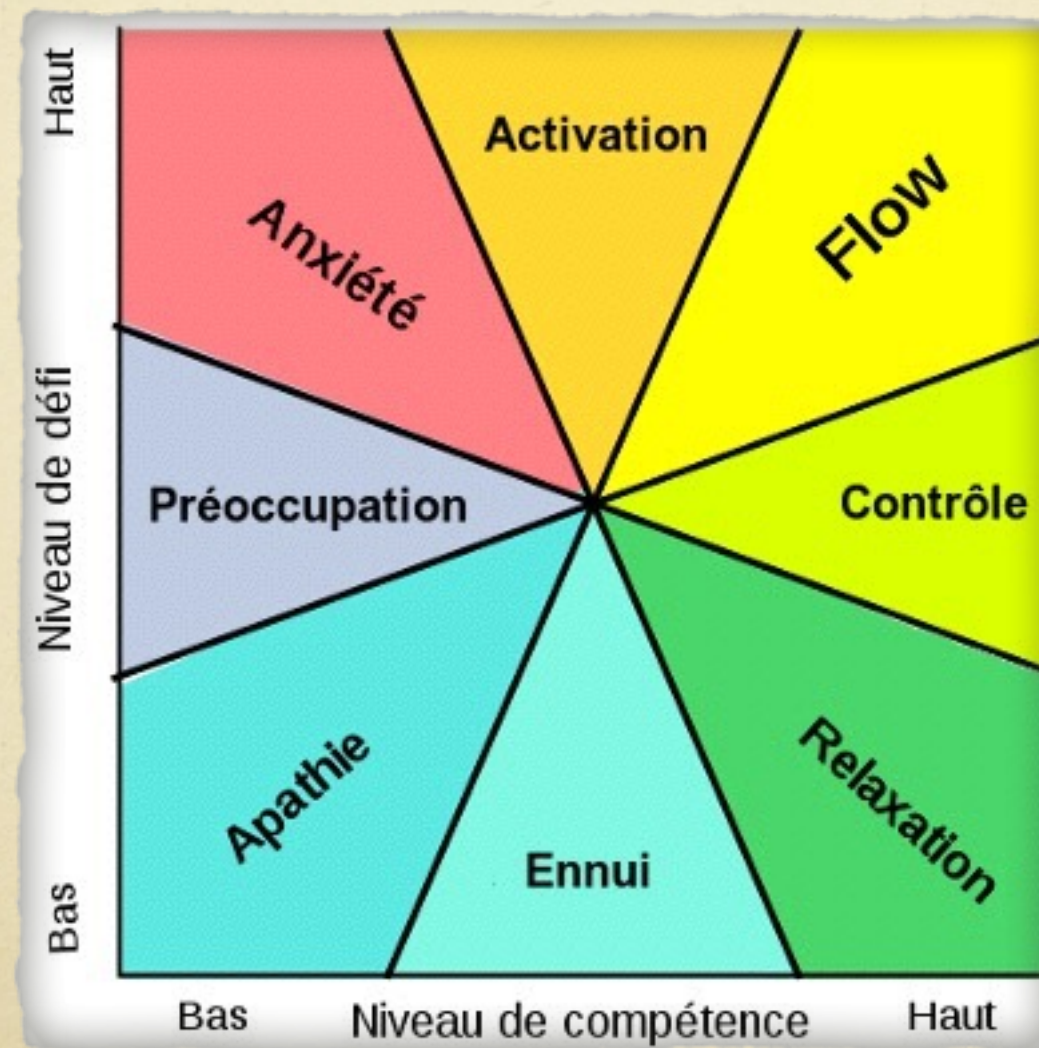 Haut
Activation
Flow
Anxiété
Niveau de défi
Préoccupation
Contrôle
Apathie
Relaxation
Ennui
Bas
Bas
Niveau de compétence
Haut